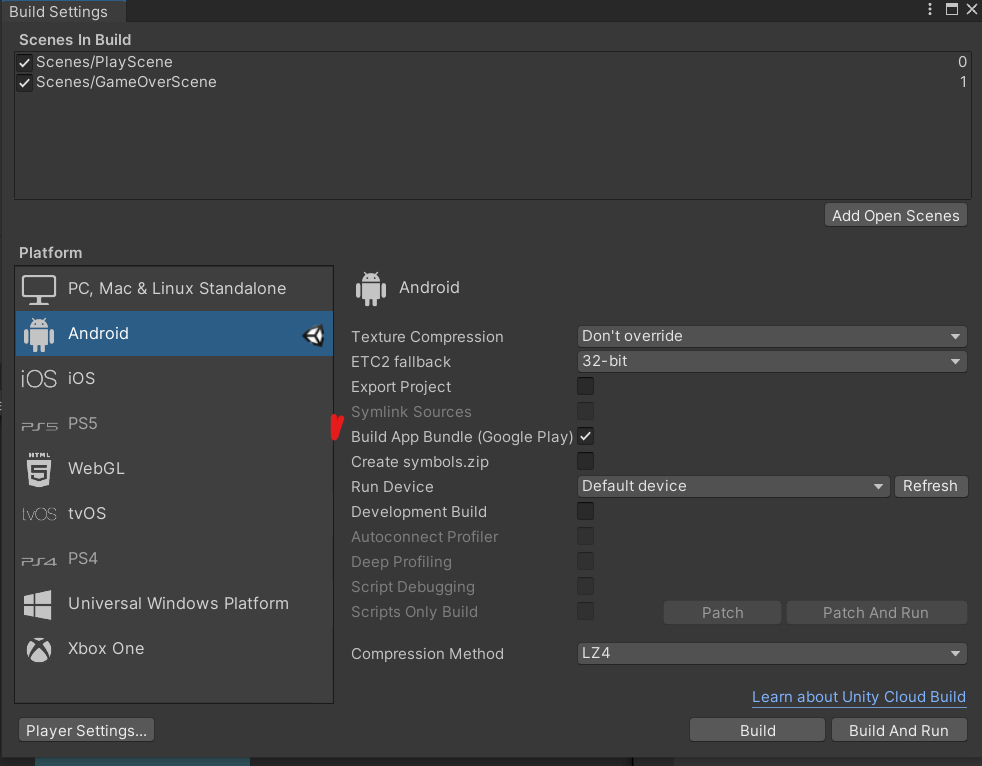 Build Settings
Scenes In Build
Scenes/PlayScene 0
Scenes/GameOverScene 1
Add Open Scenes
Platform
PC, Mac & Linux Standalone
Android
iOS iOS
PS5 PS5
HTML
5 WebGL
tvOS tvOS
PS4 PS4
Universal Windows Platform
Xbox One
Android
Texture Compression Don't override
ETC2 fallback 32-bit
Export Project
Symlink Sources
Build App Bundle (Google Play)
Create symbols.zip
Run Device Default device Refresh
Development Build
Autoconnect Profiler
Deep Profiling
Script Debugging
Scripts Only Build Patch Patch And Run
Compression Method LZ4
Learn about Unity Cloud Build
Player Settings... Build Build And Run